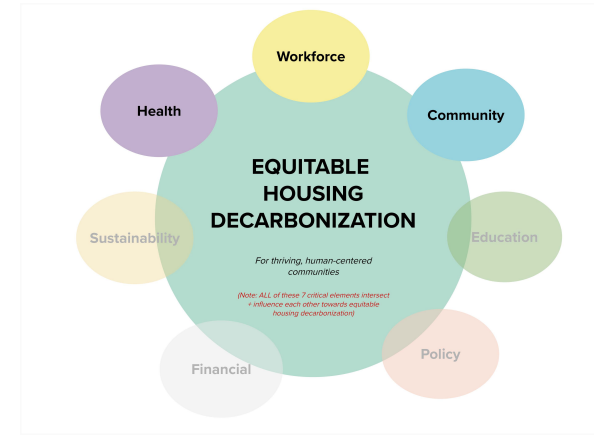 Workforce
Health
Community
EQUITABLE
HOUSING
DECARBONIZATION
Sustainability
Education
For thriving, human-centered
communities
(Note: ALL of these 7 critical elements intersect
+ influence each other towards equitable
housing decarbonization)
Policy
Financial